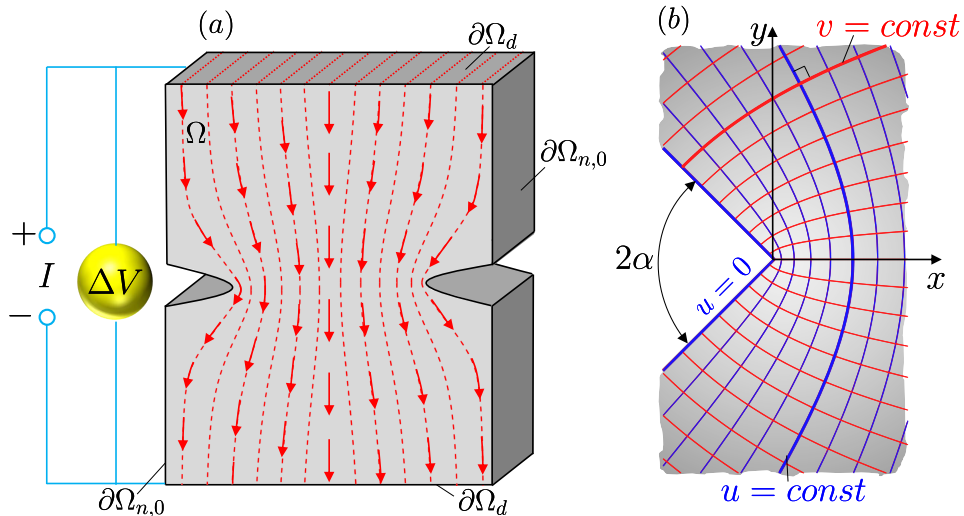 (a)
∂Ω_d
Ω
∂Ω_{n,0}
+
I
−
ΔV
∂Ω_{n,0}
∂Ω_d
(b)
y
v = const
2α
u = 0
x
u = const